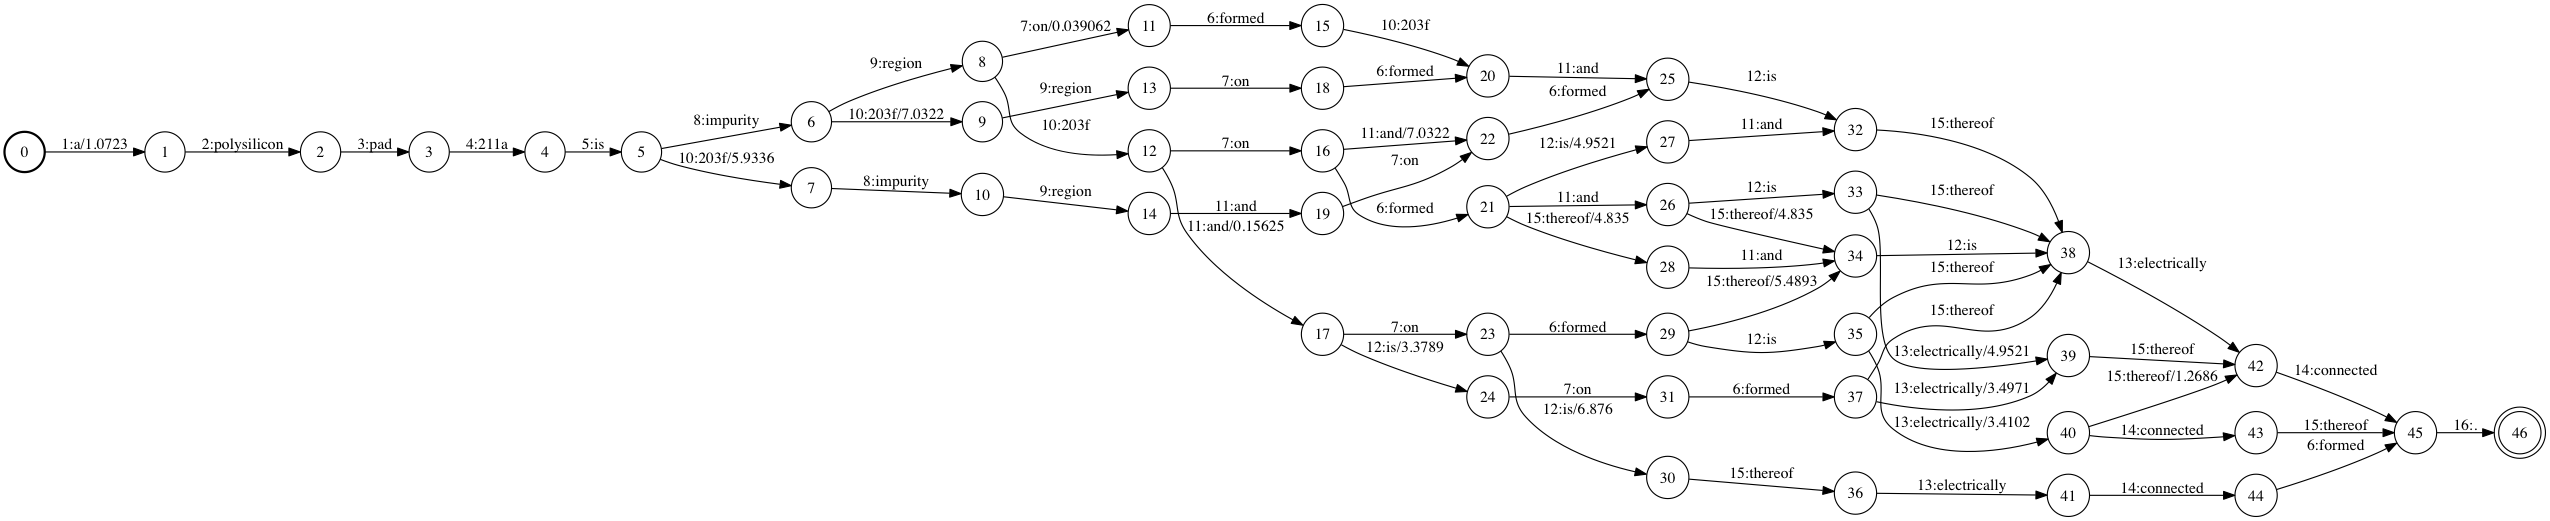 0
1:a/1.0723
1
2:polysilicon
2
3:pad
3
4:211a
4
5:is
5
8:impurity
10:203f/5.9336
6
7
9:region
10:203f/7.0322
8:impurity
8
9
10
7:on/0.039062
10:203f
9:region
9:region
11
12
13
14
6:formed
7:on
7:on
11:and/0.15625
11:and
15
18
16
19
17
10:203f
6:formed
11:and/7.0322
6:formed
7:on
7:on
12:is/3.3789
20
22
21
23
24
11:and
6:formed
12:is/4.9521
11:and
15:thereof/4.835
6:formed
12:is/6.876
7:on
25
27
26
28
29
31
30
12:is
11:and
12:is
15:thereof/4.835
11:and
15:thereof/5.4893
12:is
6:formed
15:thereof
32
33
34
35
37
36
15:thereof
15:thereof
13:electrically/4.9521
12:is
15:thereof
13:electrically/3.4102
15:thereof
13:electrically/3.4971
13:electrically
38
39
40
41
13:electrically
15:thereof
15:thereof/1.2686
14:connected
14:connected
42
43
44
14:connected
15:thereof
6:formed
45
16:.
46